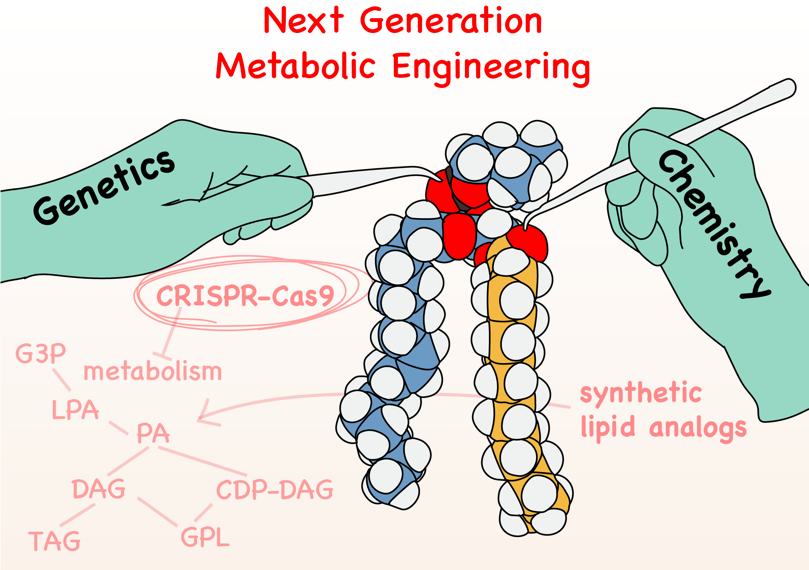 Next Generation
Metabolic Engineering
Genetics
Chemistry
CRISPR-Cas9
G3P
metabolism
LPA
PA
synthetic
lipid analogs
DAG
CDP-DAG
TAG
GPL